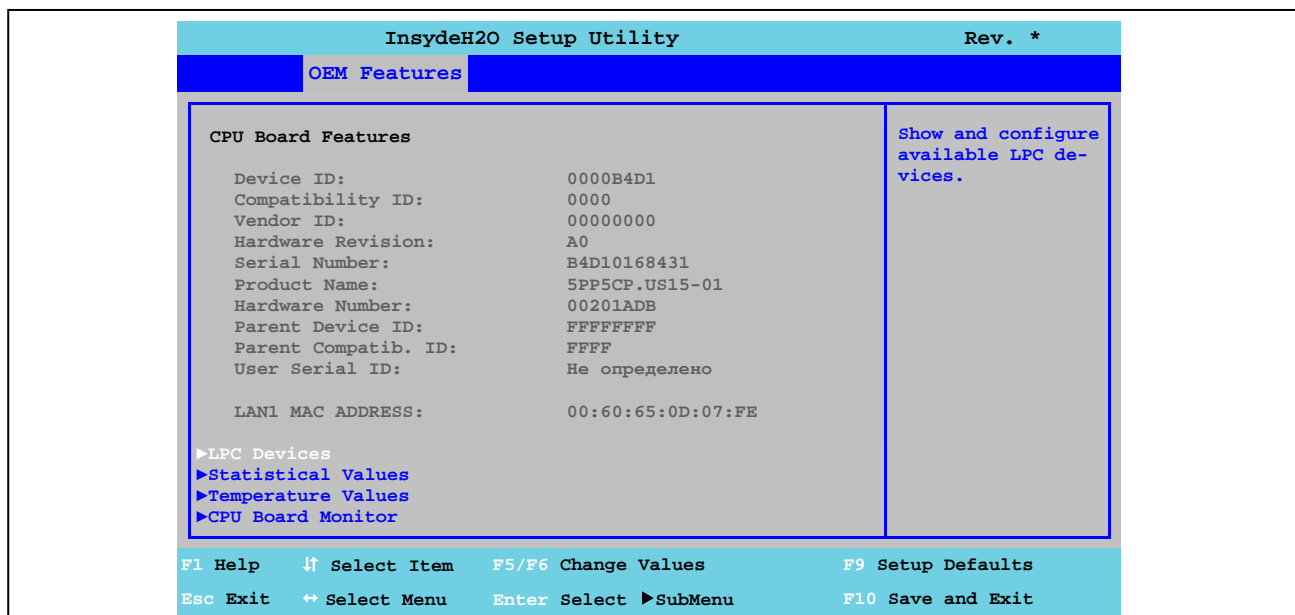 InsydeH2O Setup Utility Rev. *
OEM Features
CPU Board Features
Show and configure
available LPC de-
vices.
Device ID: 0000B4D1
Compatibility ID: 0000
Vendor ID: 00000000
Hardware Revision: A0
Serial Number: B4D10168431
Product Name: 5PP5CP.US15-01
Hardware Number: 00201ADB
Parent Device ID: FFFFFFFF
Parent Compatib. ID: FFFF
User Serial ID: Не определено
LAN1 MAC ADDRESS: 00:60:65:0D:07:FE
►LPC Devices
►Statistical Values
►Temperature Values
►CPU Board Monitor
F1 Help ↓↑ Select Item F5/F6 Change Values F9 Setup Defaults
Esc Exit ↔ Select Menu Enter Select ►SubMenu F10 Save and Exit